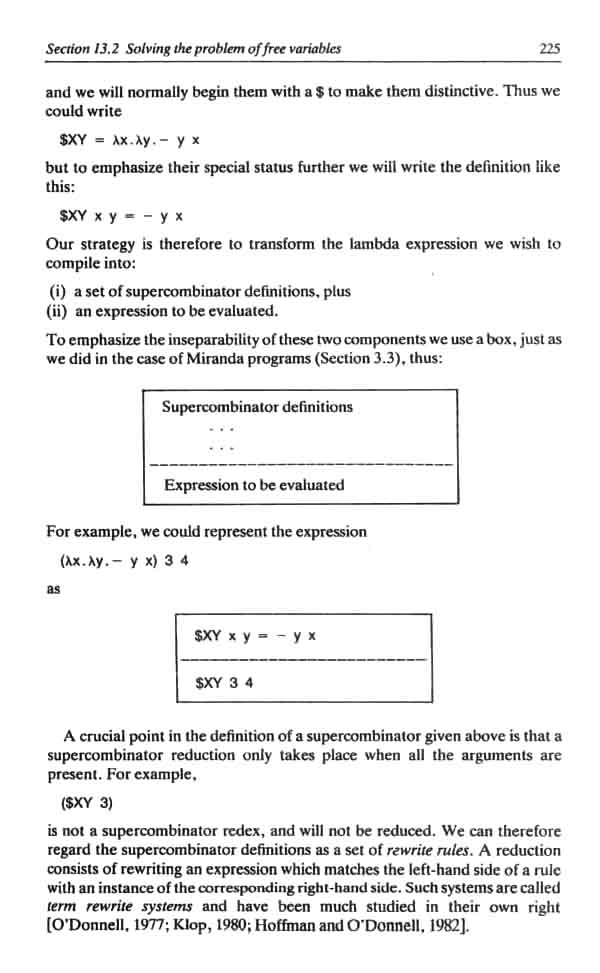 Section 13.2 Solving the problem of free variables 225
and we will normally begin them with a $ to make them distinctive. Thus we
could write
$XY = λx.λy.– y x
but to emphasize their special status further we will write the definition like
this:
$XY x y = – y x
Our strategy is therefore to transform the lambda expression we wish to
compile into:
(i) a set of supercombinator definitions, plus
(ii) an expression to be evaluated.
To emphasize the inseparability of these two components we use a box, just as
we did in the case of Miranda programs (Section 3.3), thus:
Supercombinator definitions
. . .
. . .
Expression to be evaluated
For example, we could represent the expression
(λx.λy.– y x) 3 4
as
$XY x y = – y x
$XY 3 4
A crucial point in the definition of a supercombinator given above is that a
supercombinator reduction only takes place when all the arguments are
present. For example,
($XY 3)
is not a supercombinator redex, and will not be reduced. We can therefore
regard the supercombinator definitions as a set of rewrite rules. A reduction
consists of rewriting an expression which matches the left-hand side of a rule
with an instance of the corresponding right-hand side. Such systems are called
term rewrite systems and have been much studied in their own right
[O'Donnell, 1977; Klop, 1980; Hoffman and O'Donnell, 1982].